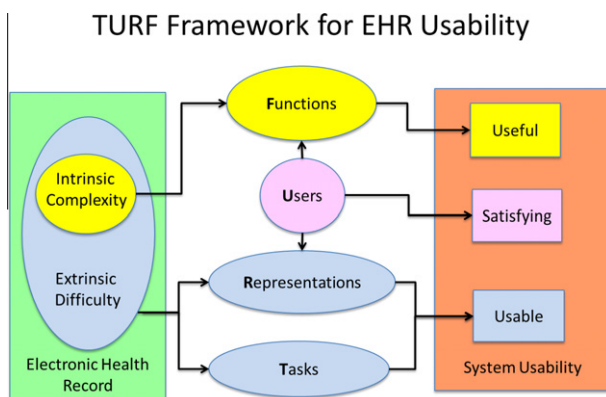 TURF Framework for EHR Usability
Functions
Useful
Intrinsic
Complexity
Users
Satisfying
Extrinsic
Difficulty
Representations
Usable
Electronic Health
Record
Tasks
System Usability